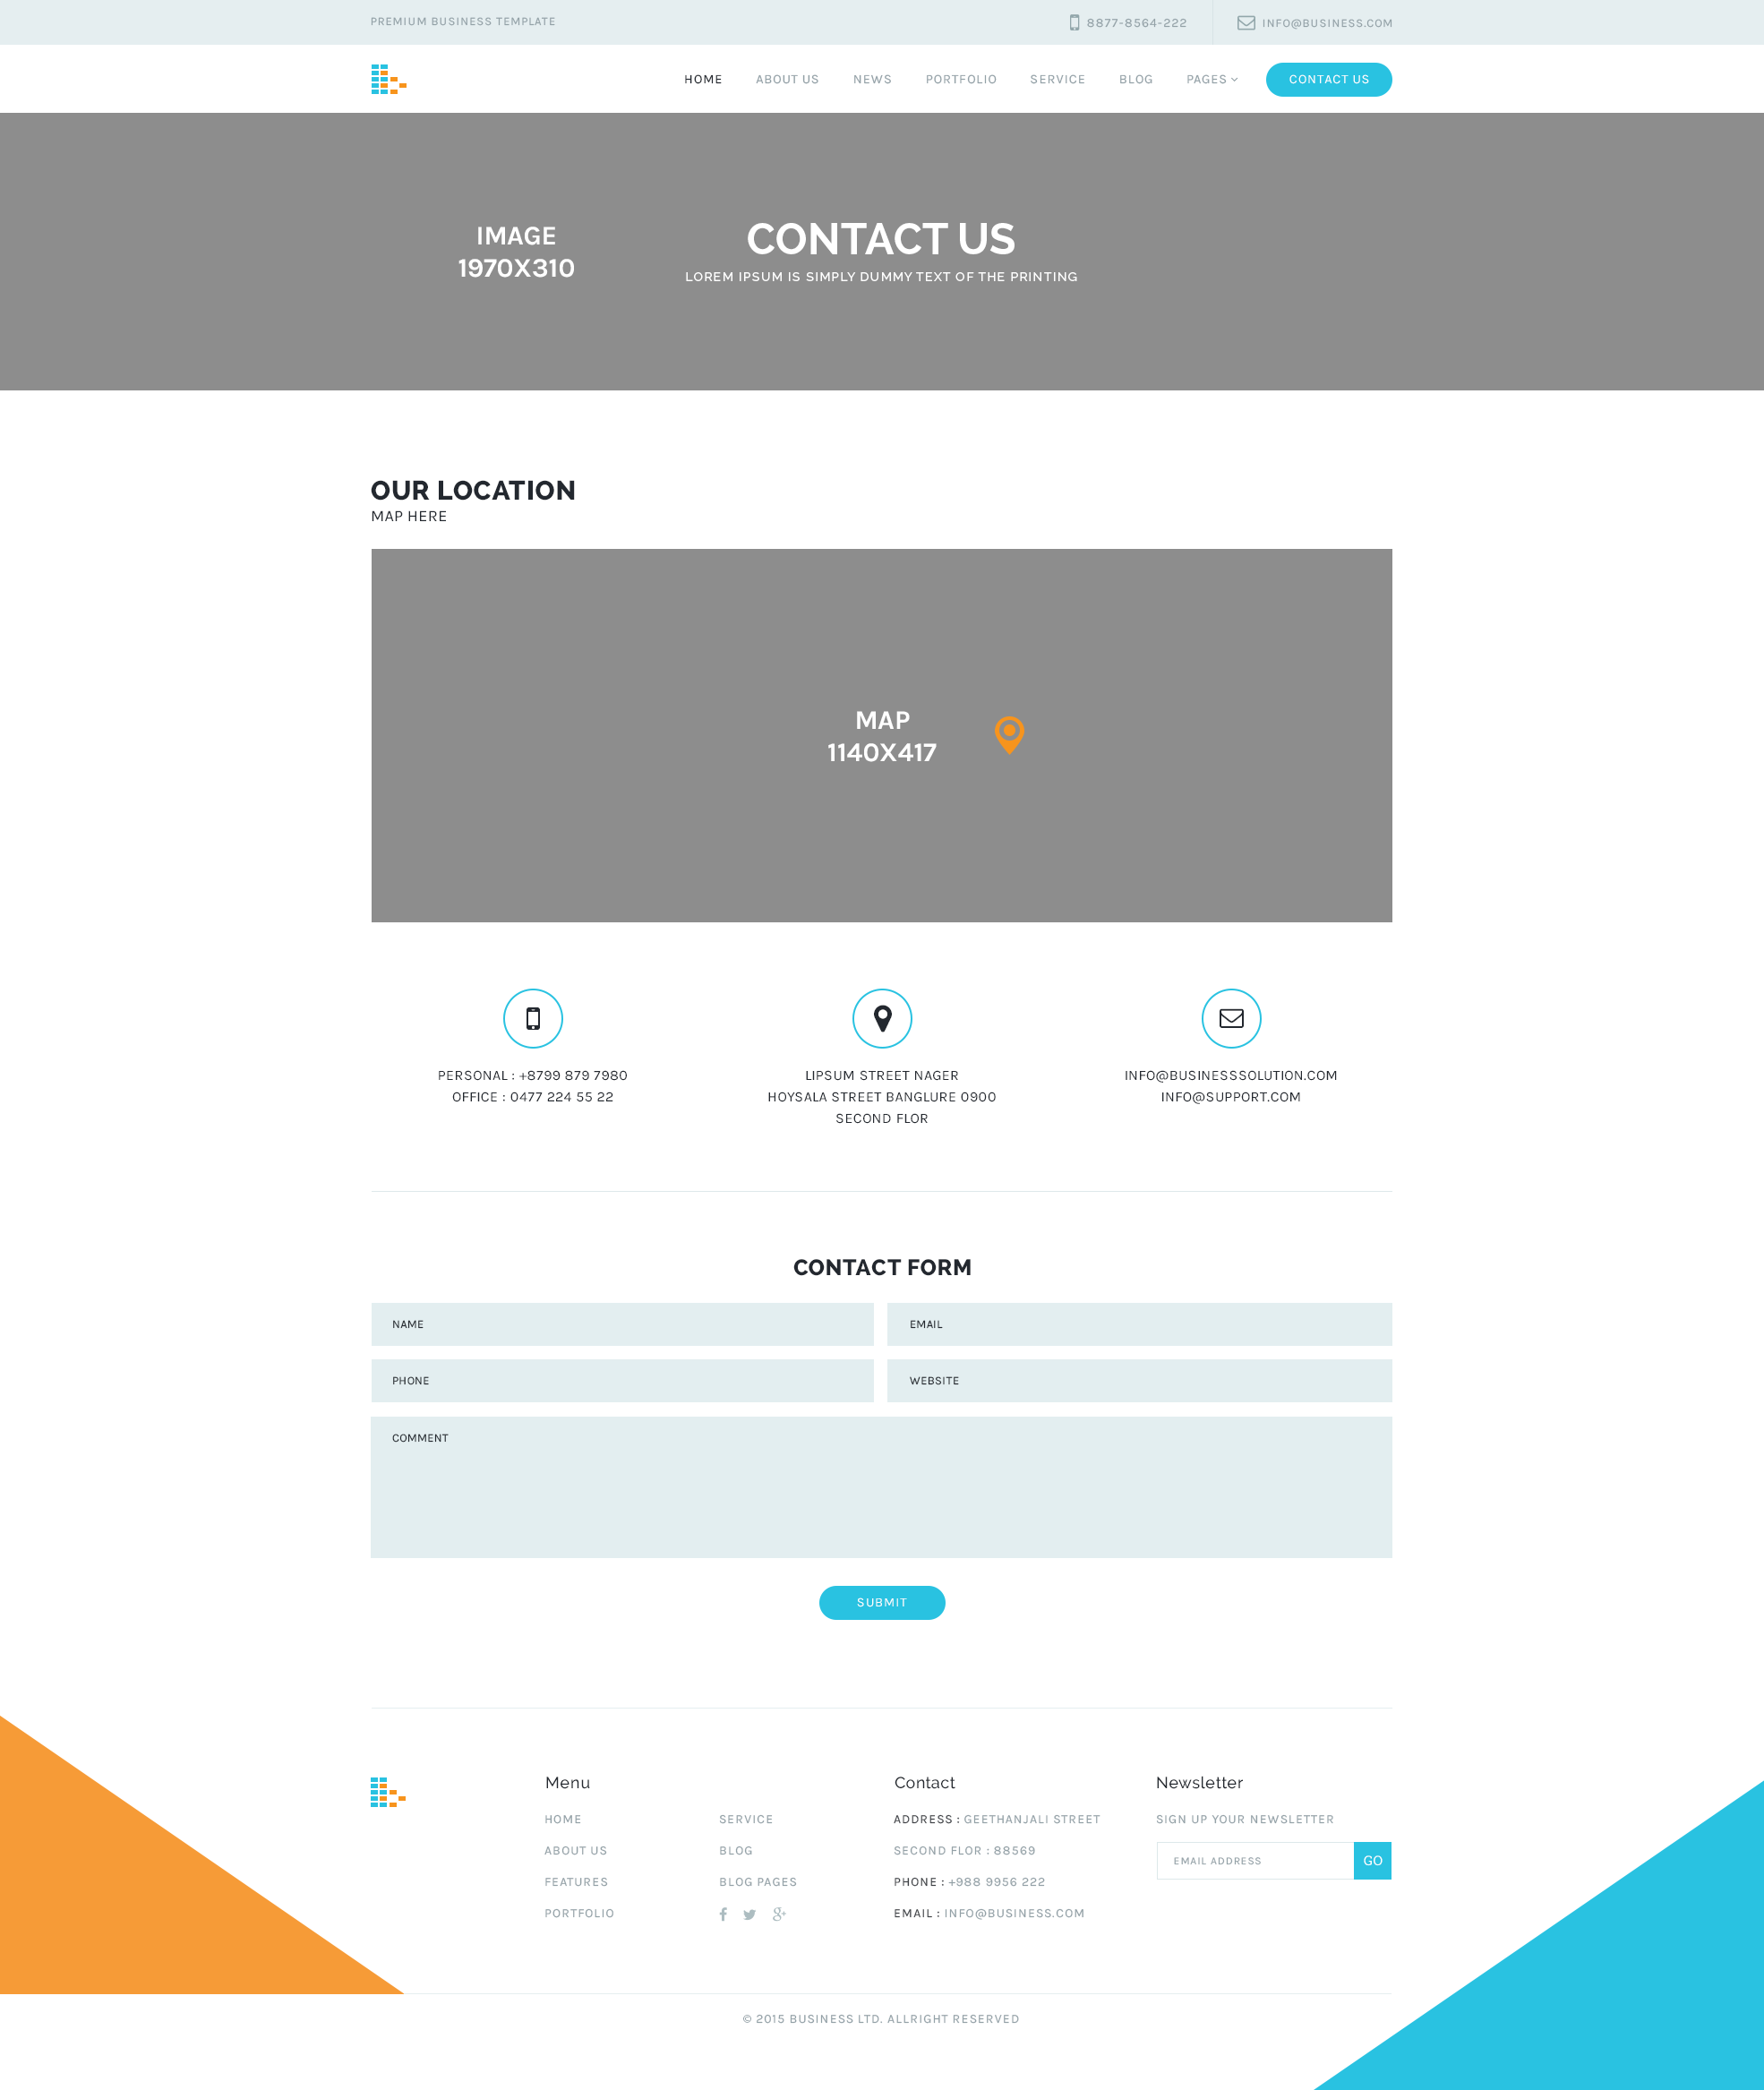 PREMIUM BUSINESS TEMPLATE
8877-8564-222
INFO@BUSINESS.COM
HOME
ABOUT US
NEWS
PORTFOLIO
SERVICE
BLOG
PAGES
CONTACT US
IMAGE
1970X310
CONTACT US
LOREM IPSUM IS SIMPLY DUMMY TEXT OF THE PRINTING
OUR LOCATION
MAP HERE
MAP
1140X417
PERSONAL : +8799 879 7980
OFFICE : 0477 224 55 22
LIPSUM STREET NAGER
HOYSALA STREET BANGLURE 0900
SECOND FLOR
INFO@BUSINESSSOLUTION.COM
INFO@SUPPORT.COM
CONTACT FORM
NAME
EMAIL
PHONE
WEBSITE
COMMENT
SUBMIT
Menu
HOME
ABOUT US
FEATURES
PORTFOLIO
SERVICE
BLOG
BLOG PAGES
Contact
ADDRESS : GEETHANJALI STREET
SECOND FLOR : 88569
PHONE : +988 9956 222
EMAIL : INFO@BUSINESS.COM
Newsletter
SIGN UP YOUR NEWSLETTER
EMAIL ADDRESS
GO
© 2015 BUSINESS LTD. ALLRIGHT RESERVED